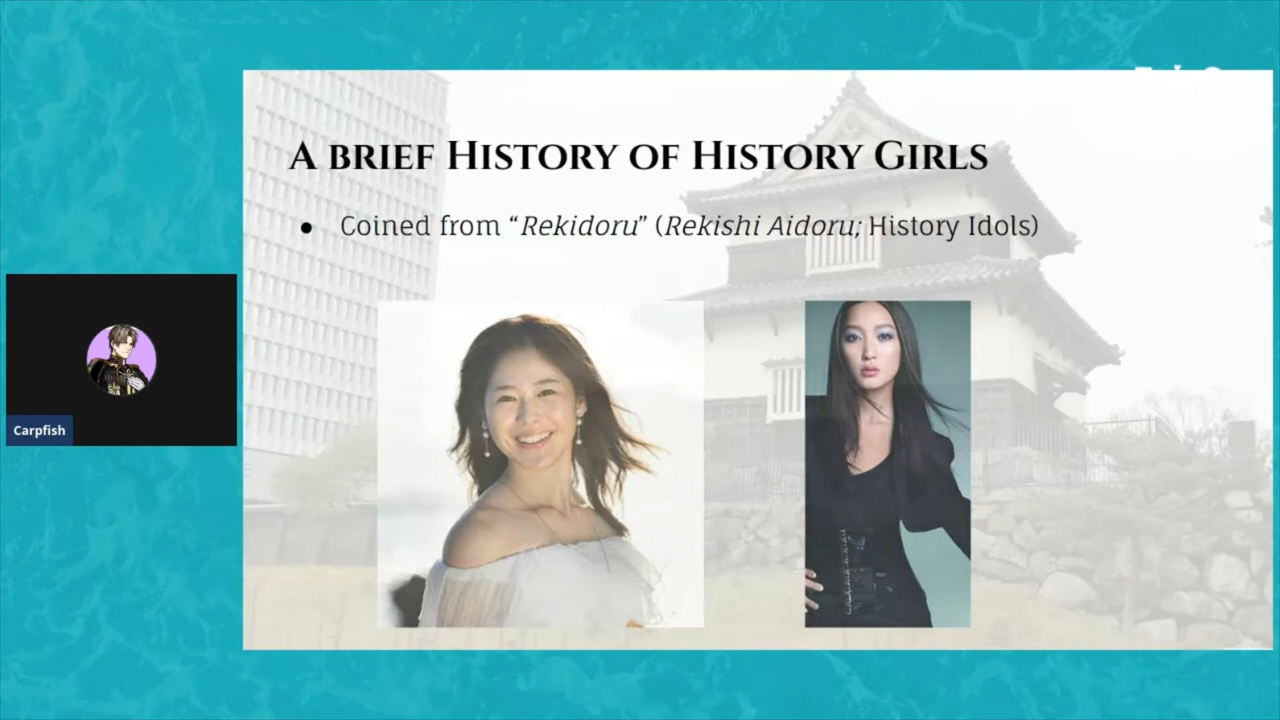 A BRIEF HISTORY OF HISTORY GIRLS
● Coined from “Rekidoru” (Rekishi Aidoru; History Idols)
Carpfish